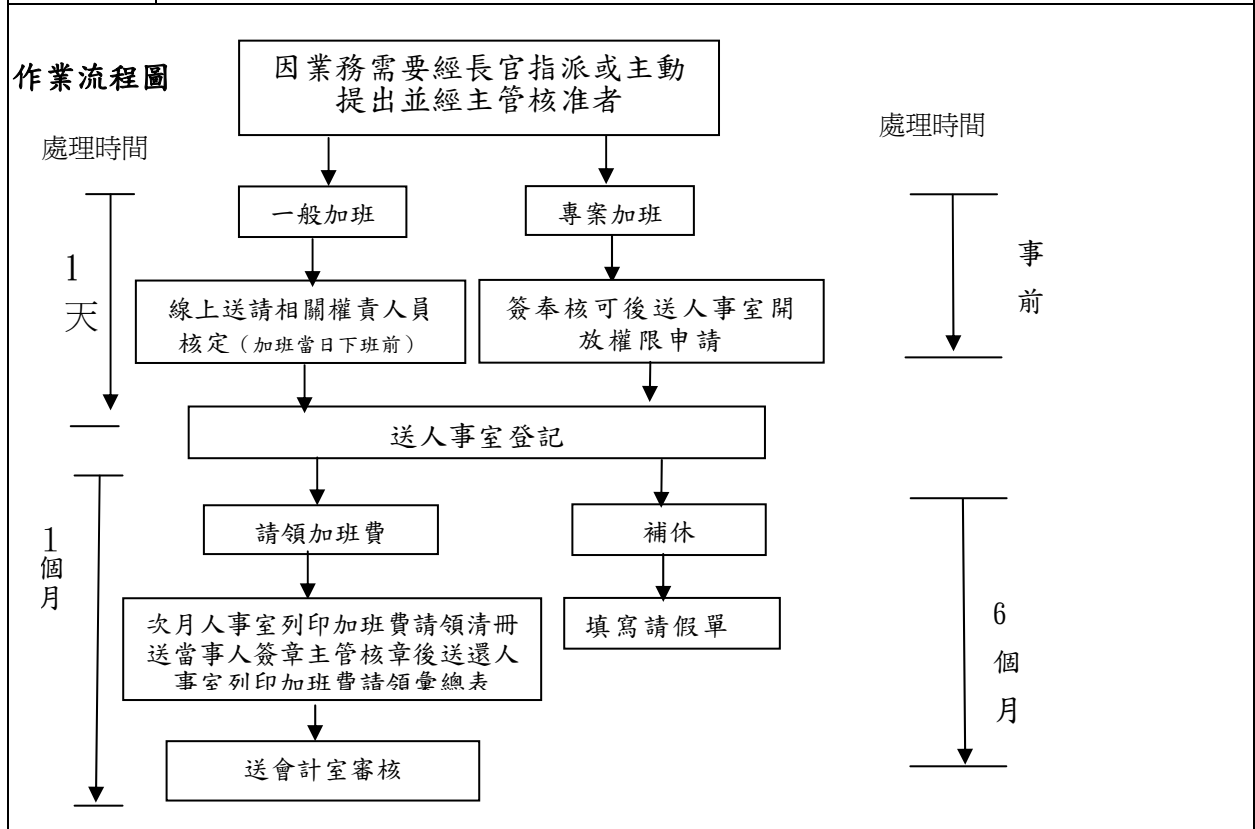 作業流程圖
因業務需要經長官指派或主動
提出並經主管核准者
處理時間
處理時間
一般加班
專案加班
1
天
事
前
線上送請相關權責人員
核定（加班當日下班前）
簽奉核可後送人事室開
放權限申請
送人事室登記
請領加班費
補休
1
個
月
次月人事室列印加班費請領清冊
送當事人簽章主管核章後送還人
事室列印加班費請領彙總表
填寫請假單
6
個
月
送會計室審核